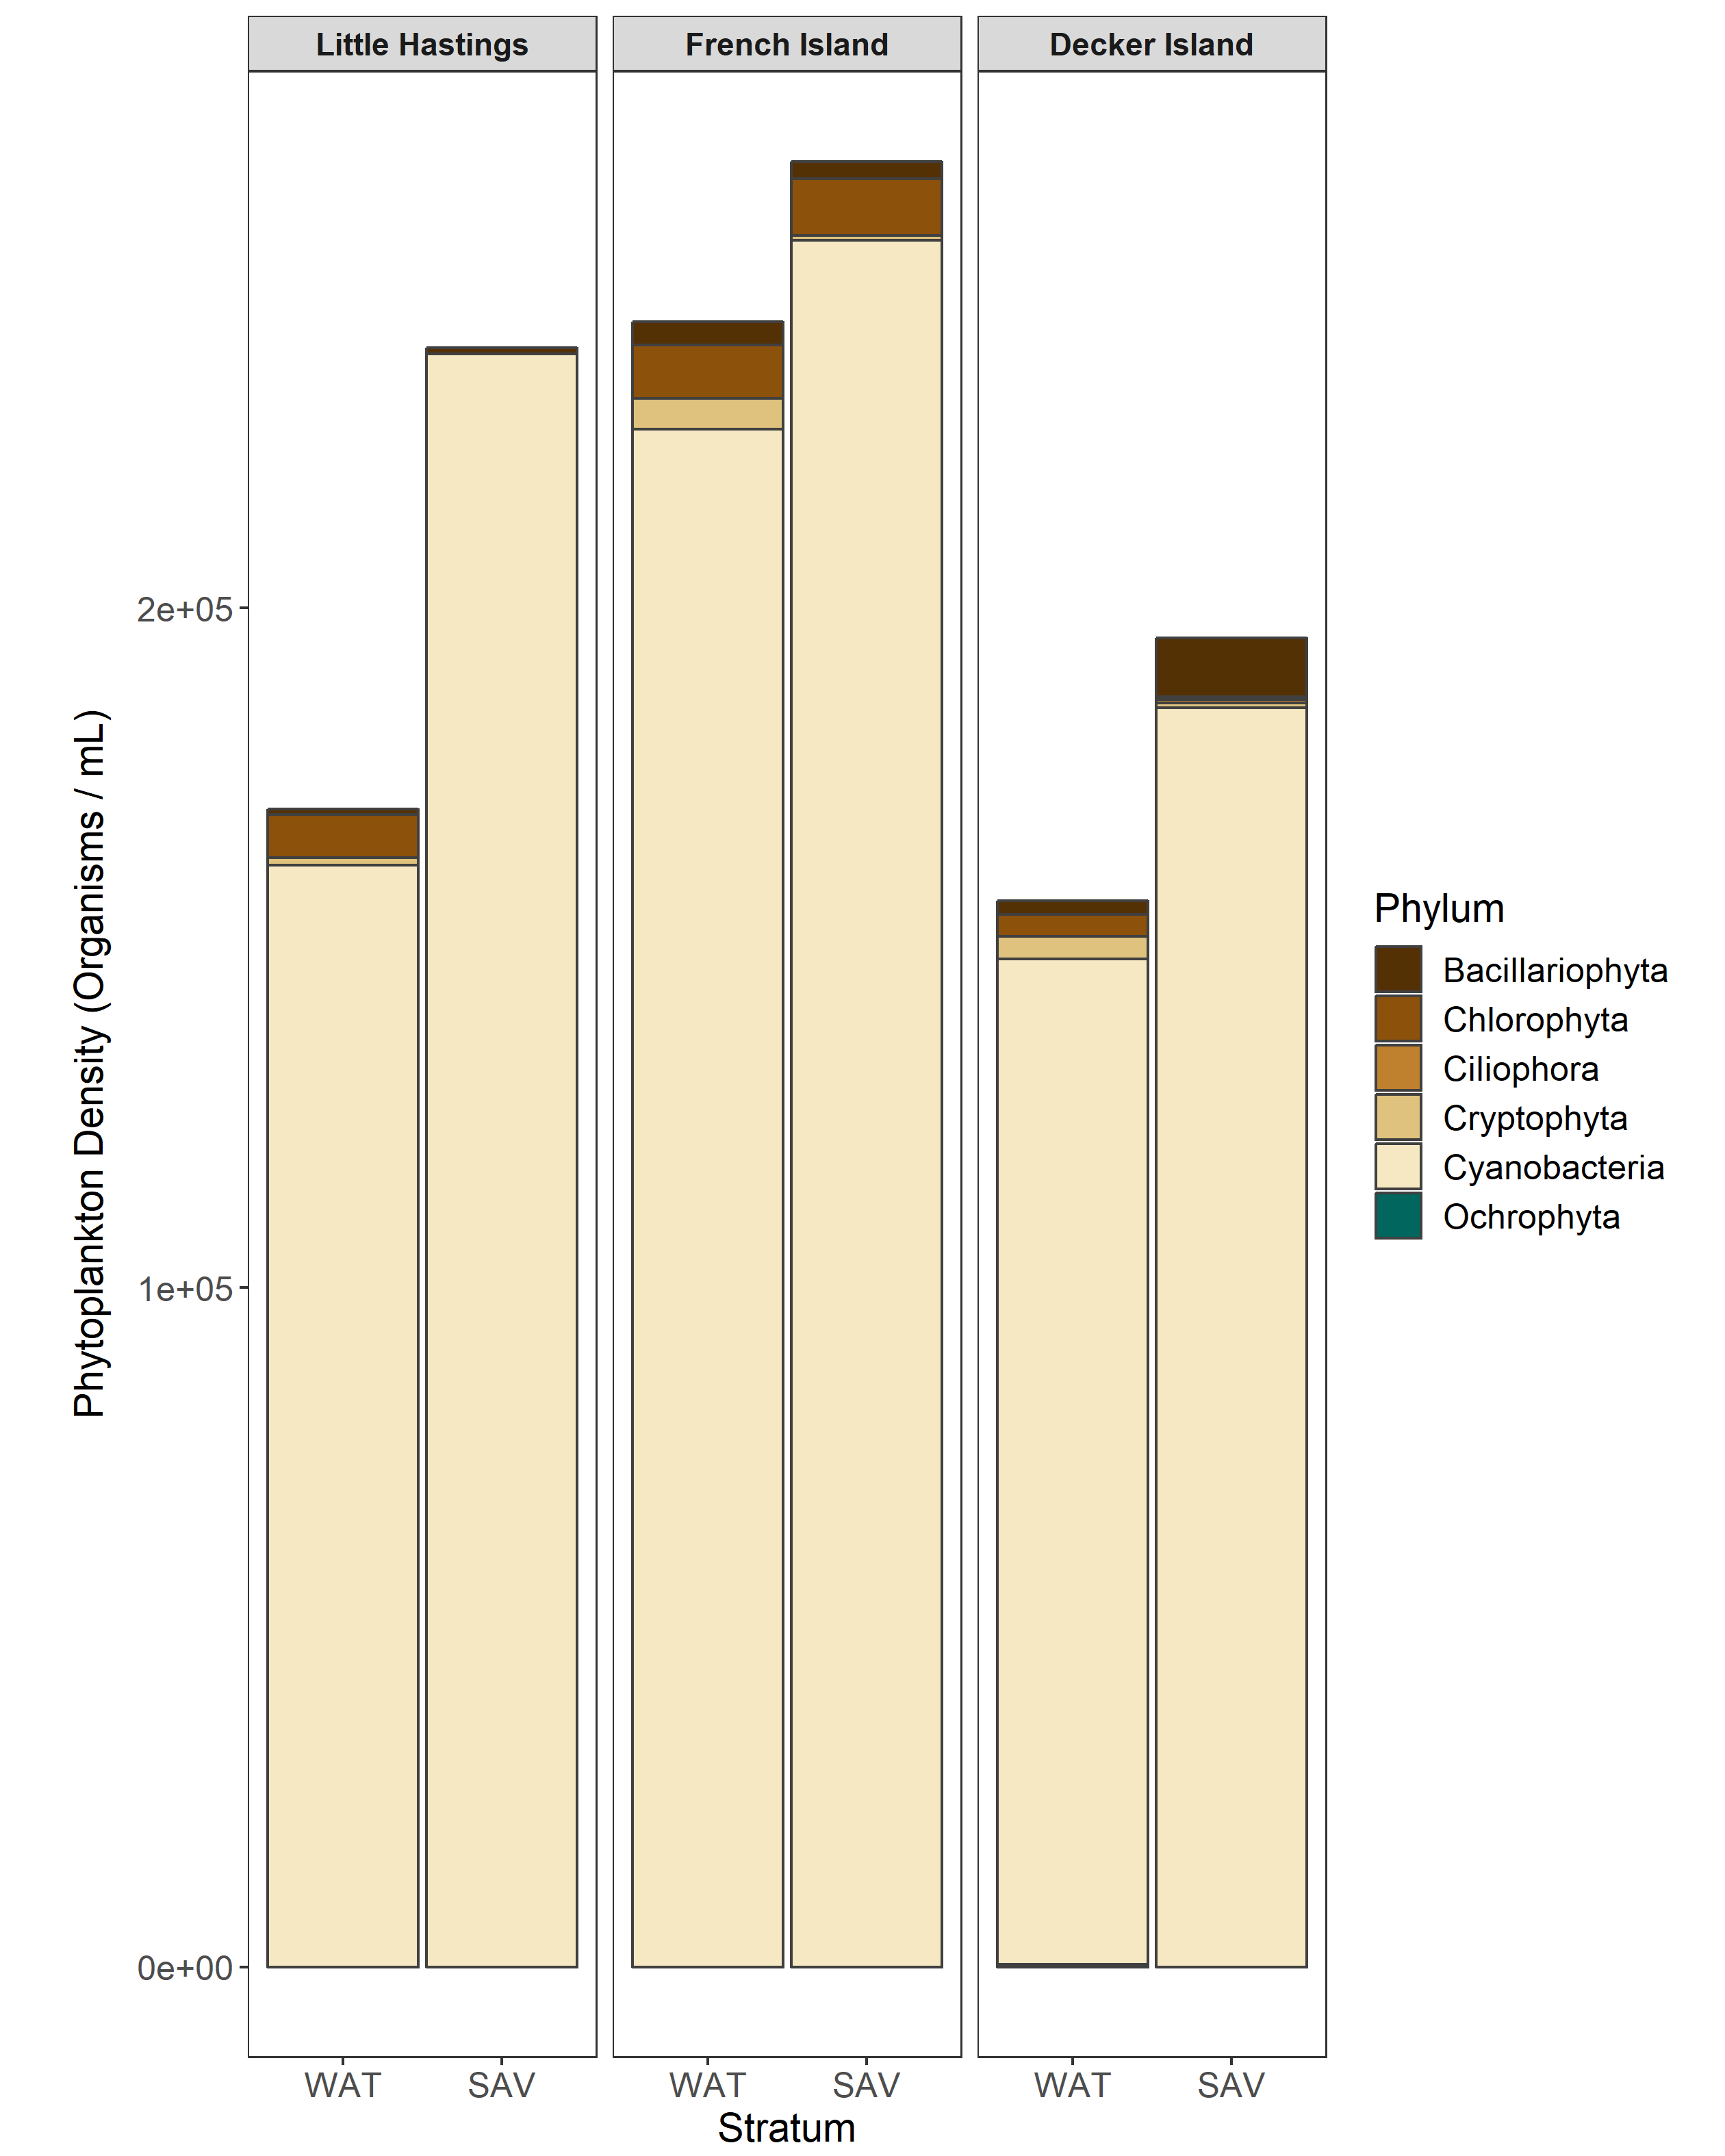 Little Hastings
French Island
Decker Island
Phytoplankton Density (Organisms / mL)
2e+05
1e+05
0e+00
WAT
SAV
WAT
SAV
WAT
SAV
Stratum
Phylum
Bacillariophyta
Chlorophyta
Ciliophora
Cryptophyta
Cyanobacteria
Ochrophyta